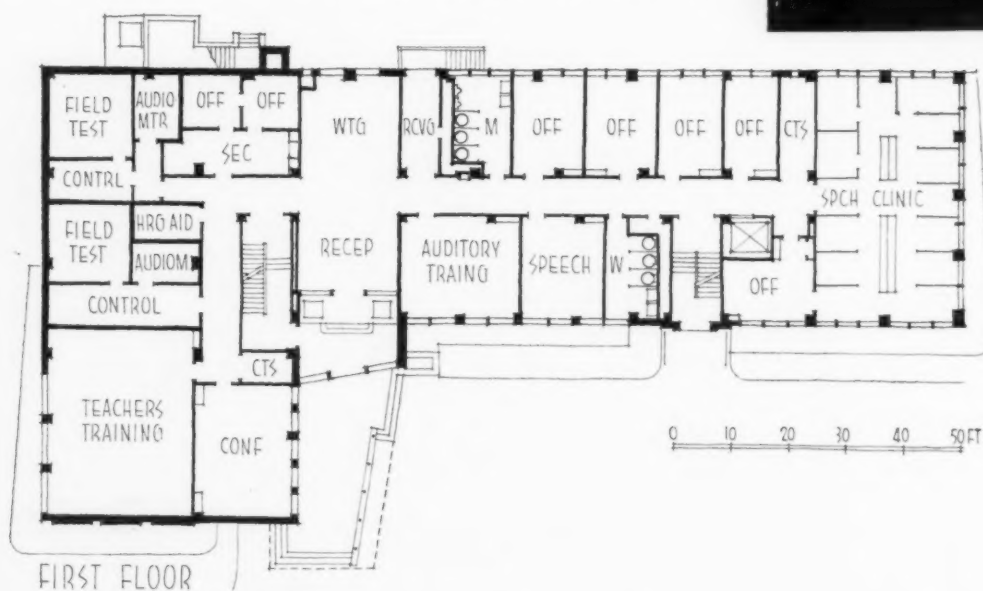 FIELD
TEST
AUDIO
MTR
OFF
OFF
SEC
CONTRL
WTG
RCVG
M
OFF
OFF
OFF
OFF
CTS
SPCH CLINIC
FIELD
TEST
HRG AID
AUDIOM
CONTROL
RECEP
AUDITORY
TRAING
SPEECH
W
OFF
CTS
TEACHERS
TRAINING
CONF
0 10 20 30 40 50 FT
FIRST FLOOR